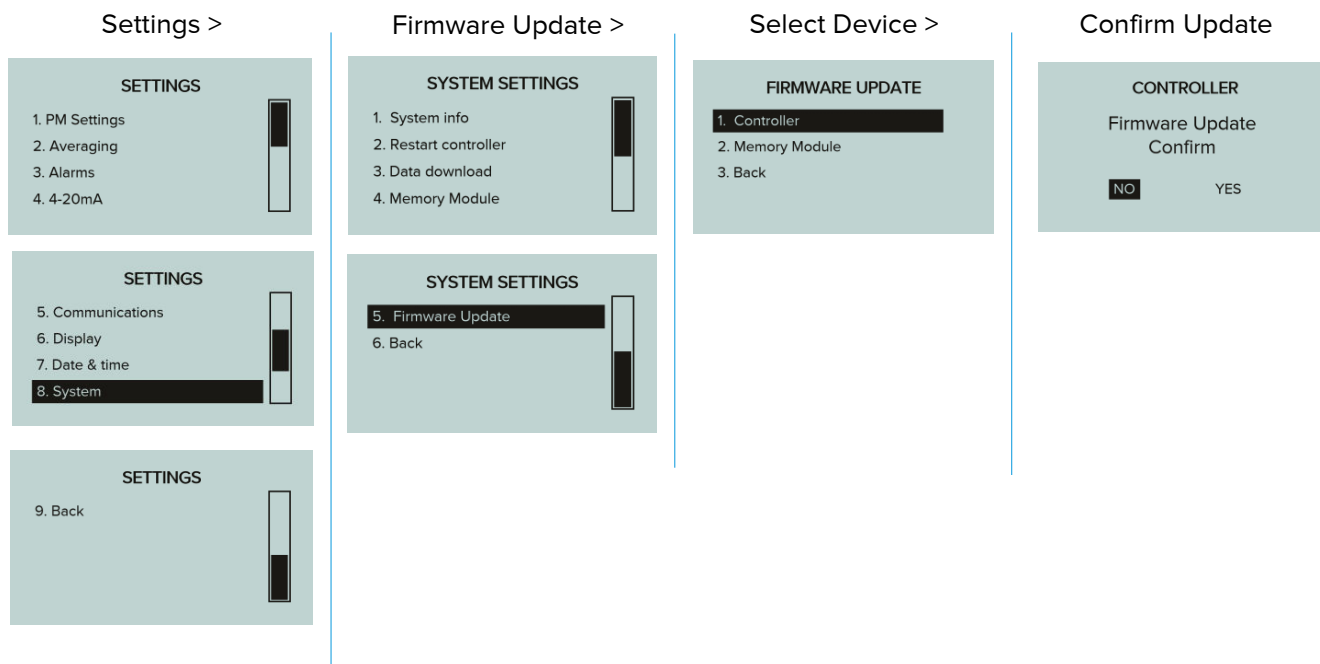 Settings >
SETTINGS
1. PM Settings
2. Averaging
3. Alarms
4. 4-20mA
SETTINGS
5. Communications
6. Display
7. Date & time
8. System
SETTINGS
9. Back
Firmware Update >
SYSTEM SETTINGS
1. System info
2. Restart controller
3. Data download
4. Memory Module
SYSTEM SETTINGS
5. Firmware Update
6. Back
Select Device >
FIRMWARE UPDATE
1. Controller
2. Memory Module
3. Back
Confirm Update
CONTROLLER
Firmware Update
Confirm
NO YES